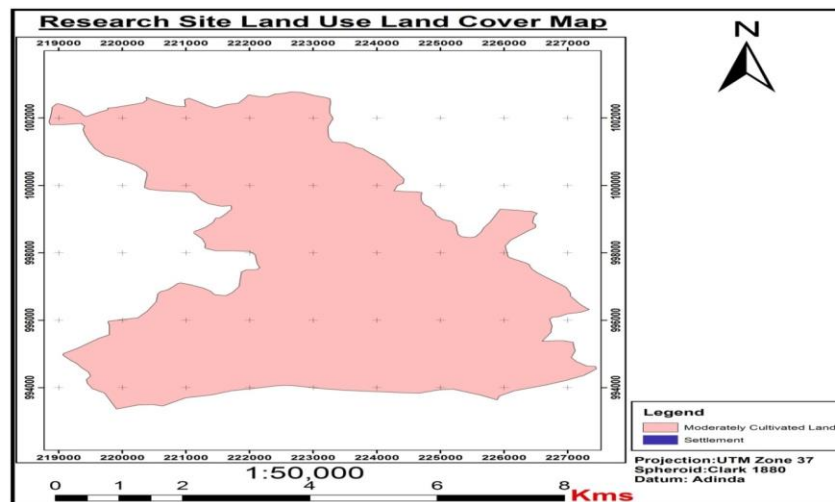 Research Site Land Use Land Cover Map
N
219000 220000 221000 222000 223000 224000 225000 226000 227000
1002000 1002000
1000000 1000000
998000 998000
996000 996000
994000 994000
Legend
Moderately Cultivated Land
Settlement
219000 220000 221000 222000 223000 224000 225000 226000 227000
Projection:UTM Zone 37
Spheroid:Clark 1880
Datum: Adinda
1:50,000
2 0 1 2 4 6 8
Kms